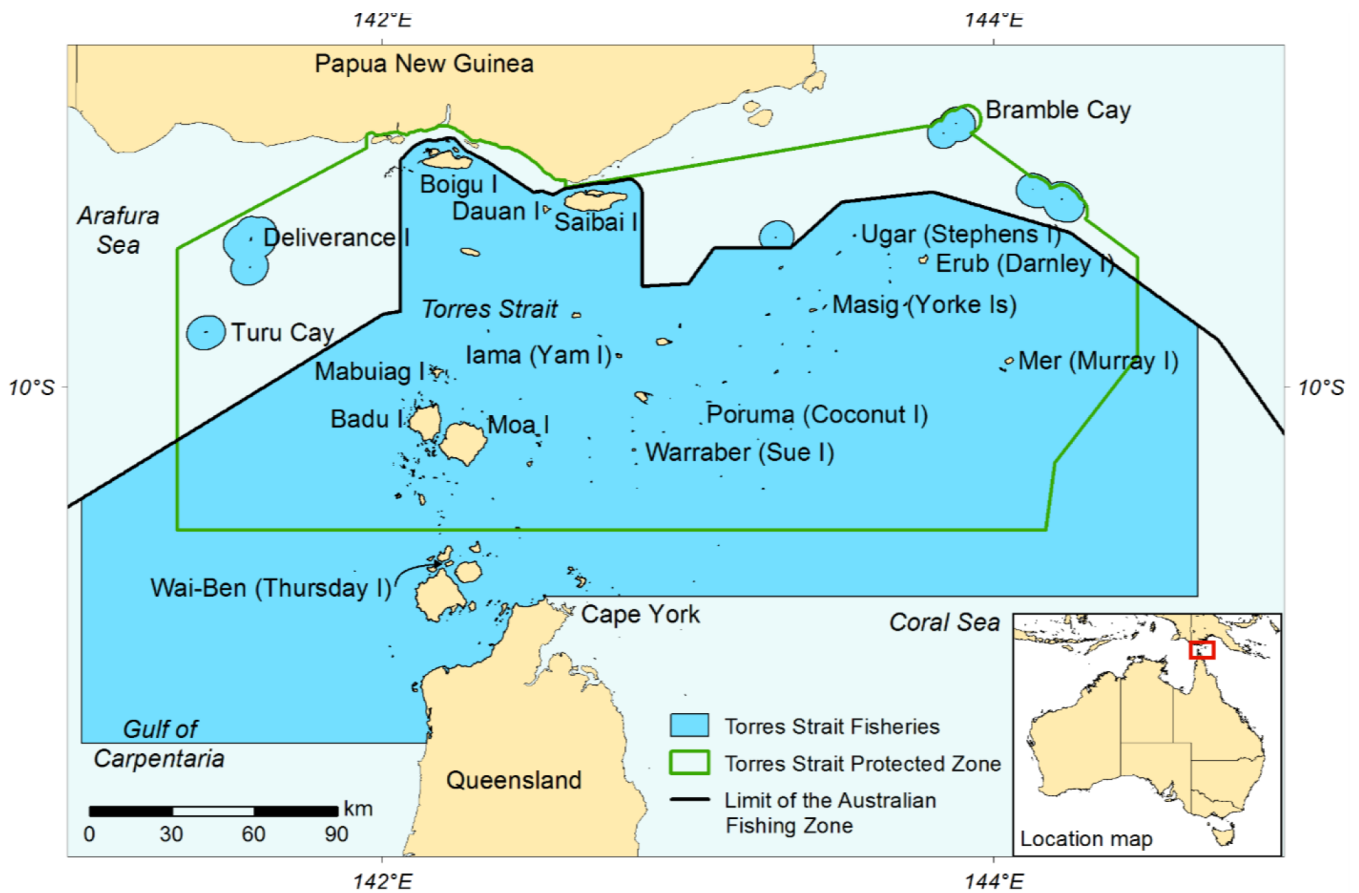 142°E
144°E
Papua New Guinea
Bramble Cay
Boigu I
Dauan I
Saibai I
Arafura
Sea
Deliverance I
Ugar (Stephens I)
Erub (Darnley I)
Torres Strait
Masig (Yorke Is)
Turu Cay
Iama (Yam I)
Mabuiag I
Mer (Murray I)
10°S
10°S
Badu I
Moa I
Poruma (Coconut I)
Warraber (Sue I)
Wai-Ben (Thursday I)
Cape York
Coral Sea
Gulf of
Carpentaria
Queensland
Torres Strait Fisheries
Torres Strait Protected Zone
Limit of the Australian
Fishing Zone
km
0 30 60 90
Location map
142°E
144°E